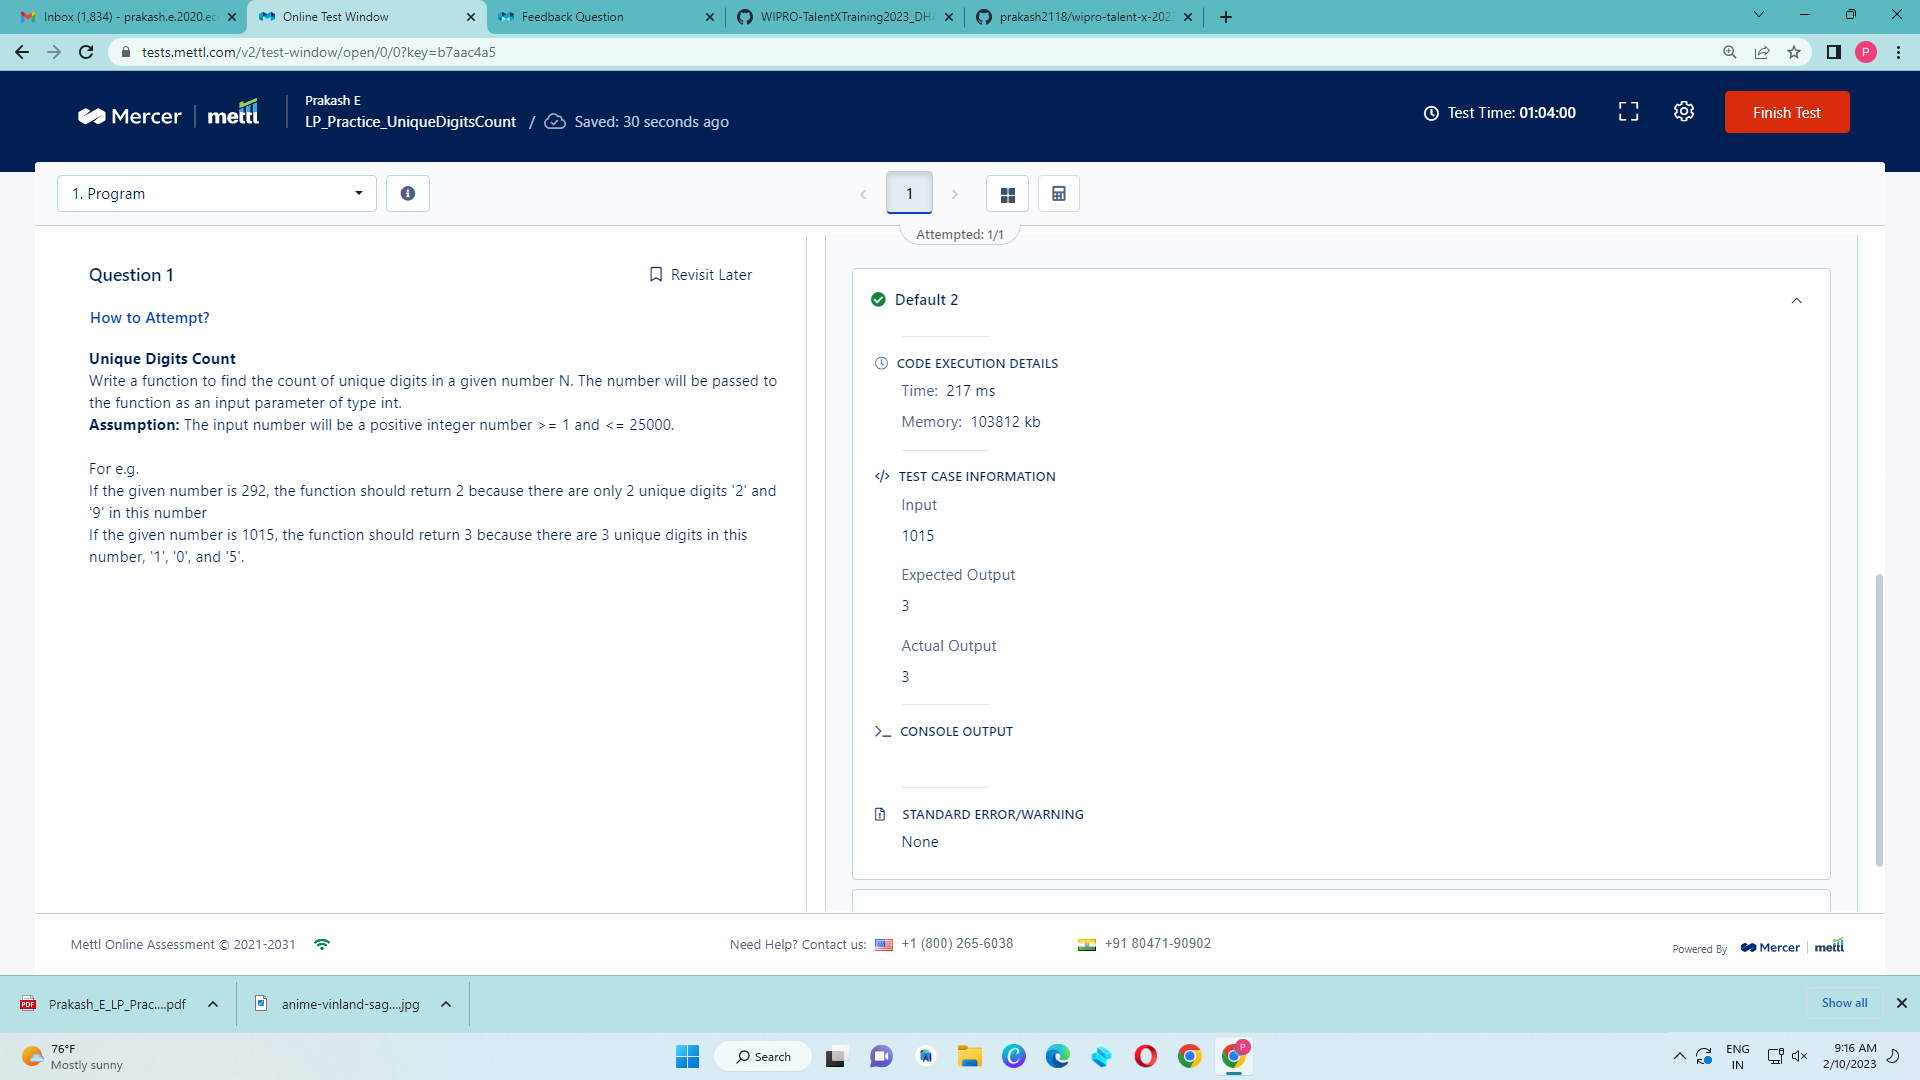 Inbox (1,834) - prakash.e.2020.ec
Online Test Window
Feedback Question
WIPRO-TalentXTraining2023_DHA
prakash2118/wipro-talent-x-2023
tests.mettl.com/v2/test-window/open/0/0?key=b7aac4a5
P
Mercer | mettl
Prakash E
LP_Practice_UniqueDigitsCount / Saved: 30 seconds ago
Test Time: 01:04:00
Finish Test
1. Program
1
Attempted: 1/1
Question 1
Revisit Later
How to Attempt?
Unique Digits Count
Write a function to find the count of unique digits in a given number N. The number will be passed to
the function as an input parameter of type int.
Assumption: The input number will be a positive integer number >= 1 and <= 25000.
For e.g.
If the given number is 292, the function should return 2 because there are only 2 unique digits '2' and
'9' in this number
If the given number is 1015, the function should return 3 because there are 3 unique digits in this
number, '1', '0', and '5'.
Default 2
CODE EXECUTION DETAILS
Time: 217 ms
Memory: 103812 kb
TEST CASE INFORMATION
Input
1015
Expected Output
3
Actual Output
3
CONSOLE OUTPUT
STANDARD ERROR/WARNING
None
Mettl Online Assessment © 2021-2031
Need Help? Contact us: +1 (800) 265-6038 +91 80471-90902
Powered By Mercer | mettl
Prakash_E_LP_Prac....pdf
anime-vinland-sag....jpg
Show all
76°F
Mostly sunny
Search
P
ENG
IN
9:16 AM
2/10/2023